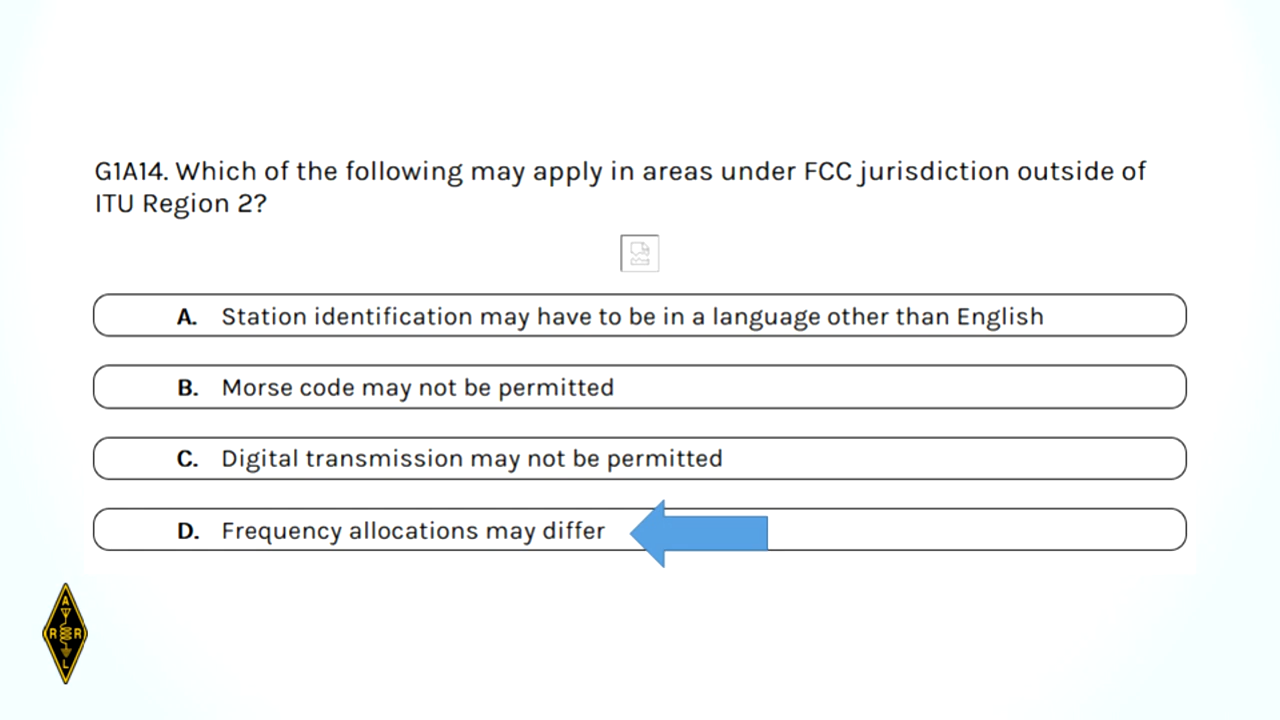 G1A14. Which of the following may apply in areas under FCC jurisdiction outside of
ITU Region 2?
A. Station identification may have to be in a language other than English
B. Morse code may not be permitted
C. Digital transmission may not be permitted
D. Frequency allocations may differ
A
R R
L